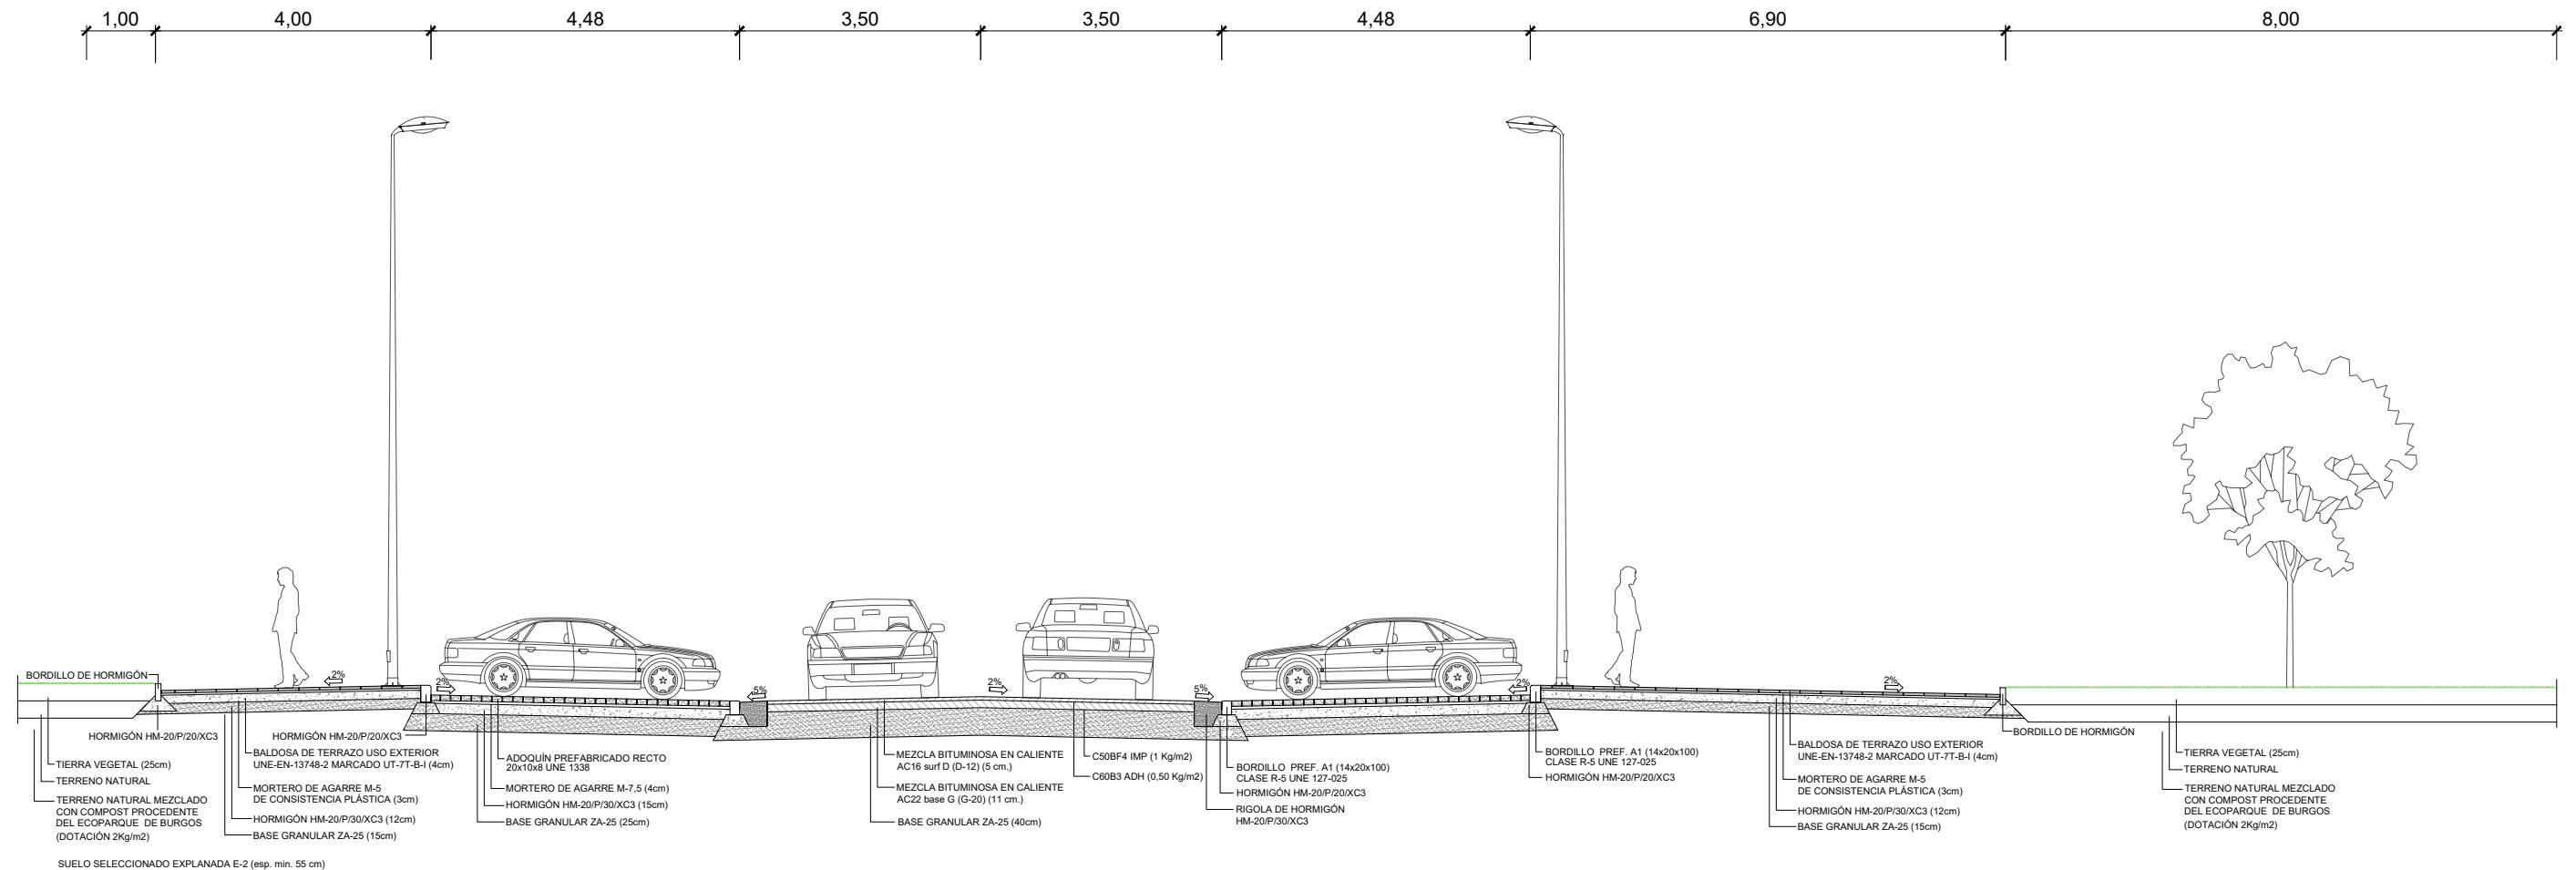 1,00
4,00
4,48
3,50
3,50
4,48
6,90
8,00
2%
2%
5%
2%
5%
2%
2%
BORDILLO DE HORMIGÓN
HORMIGÓN HM-20/P/20/XC3
TIERRA VEGETAL (25cm)
TERRENO NATURAL
TERRENO NATURAL MEZCLADO
CON COMPOST PROCEDENTE
DEL ECOPARQUE DE BURGOS
(DOTACIÓN 2Kg/m2)
SUELO SELECCIONADO EXPLANADA E-2 (esp. min. 55 cm)
HORMIGÓN HM-20/P/20/XC3
BALDOSA DE TERRAZO USO EXTERIOR
UNE-EN-13748-2 MARCADO UT-7T-B-I (4cm)
MORTERO DE AGARRE M-5
DE CONSISTENCIA PLÁSTICA (3cm)
HORMIGÓN HM-20/P/30/XC3 (12cm)
BASE GRANULAR ZA-25 (15cm)
ADOQUÍN PREFABRICADO RECTO
20x10x8 UNE 1338
MORTERO DE AGARRE M-7,5 (4cm)
HORMIGÓN HM-20/P/30/XC3 (15cm)
BASE GRANULAR ZA-25 (25cm)
MEZCLA BITUMINOSA EN CALIENTE
AC16 surf D (D-12) (5 cm.)
MEZCLA BITUMINOSA EN CALIENTE
AC22 base G (G-20) (11 cm.)
BASE GRANULAR ZA-25 (40cm)
C50BF4 IMP (1 Kg/m2)
C60B3 ADH (0,50 Kg/m2)
BORDILLO PREF. A1 (14x20x100)
CLASE R-5 UNE 127-025
HORMIGÓN HM-20/P/20/XC3
RIGOLA DE HORMIGÓN
HM-20/P/30/XC3
BORDILLO PREF. A1 (14x20x100)
CLASE R-5 UNE 127-025
HORMIGÓN HM-20/P/20/XC3
BALDOSA DE TERRAZO USO EXTERIOR
UNE-EN-13748-2 MARCADO UT-7T-B-I (4cm)
MORTERO DE AGARRE M-5
DE CONSISTENCIA PLÁSTICA (3cm)
HORMIGÓN HM-20/P/30/XC3 (12cm)
BASE GRANULAR ZA-25 (15cm)
BORDILLO DE HORMIGÓN
TIERRA VEGETAL (25cm)
TERRENO NATURAL
TERRENO NATURAL MEZCLADO
CON COMPOST PROCEDENTE
DEL ECOPARQUE DE BURGOS
(DOTACIÓN 2Kg/m2)